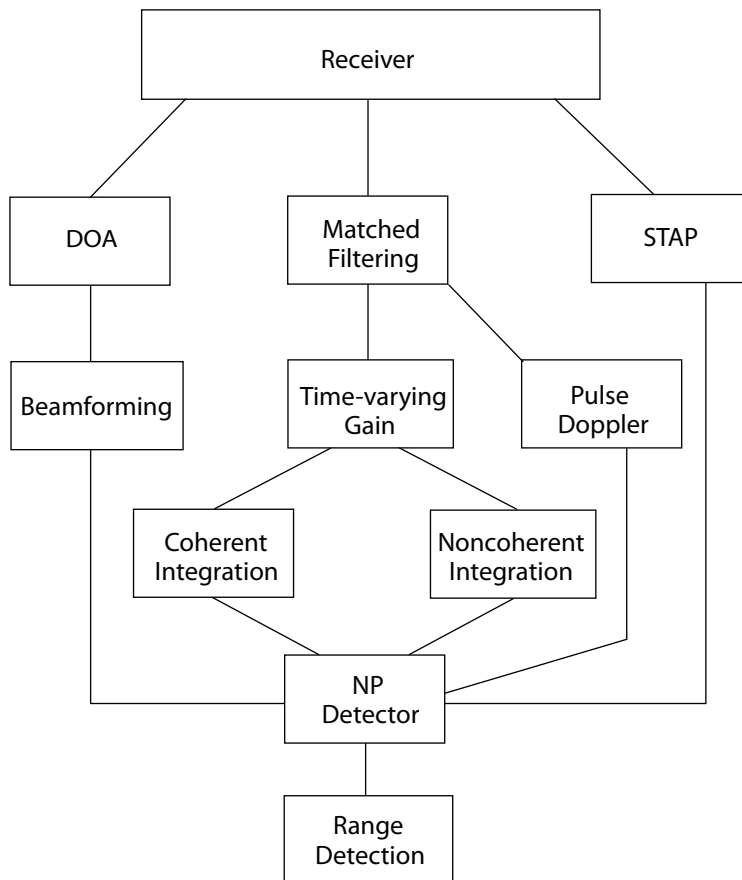 Receiver
DOA
Matched
Filtering
STAP
Beamforming
Time-varying
Gain
Pulse
Doppler
Coherent
Integration
Noncoherent
Integration
NP
Detector
Range
Detection